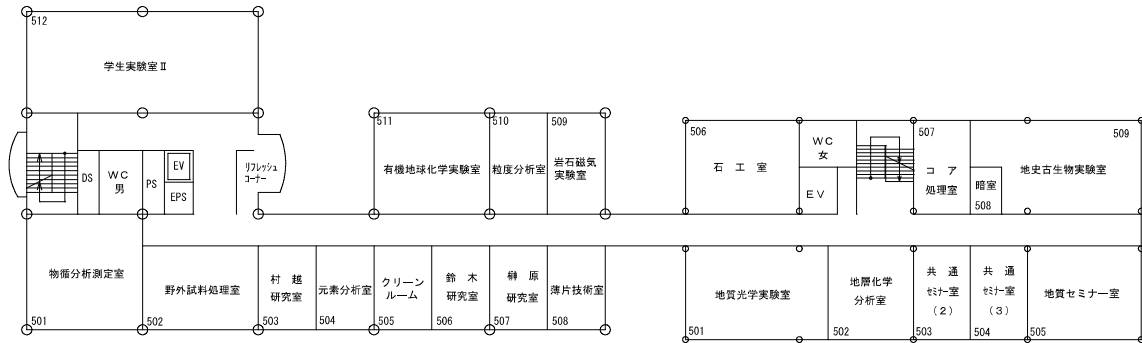 512
学生実験室Ⅱ
DS
WC
男
PS
EV
EPS
リフレッシュ
コーナー
511
有機地球化学実験室
510
粒度分析室
509
岩石磁気
実験室
506
石工室
WC
女
EV
507
コア
処理室
暗室
508
509
地史古生物実験室
物循分析測定室
501
野外試料処理室
502
村越
研究室
503
元素分析室
504
クリーン
ルーム
505
鈴木
研究室
506
榊原
研究室
507
薄片技術室
508
地質光学実験室
501
地層化学
分析室
502
共通
セミナー室
(2)
503
共通
セミナー室
(3)
504
地質セミナー室
505